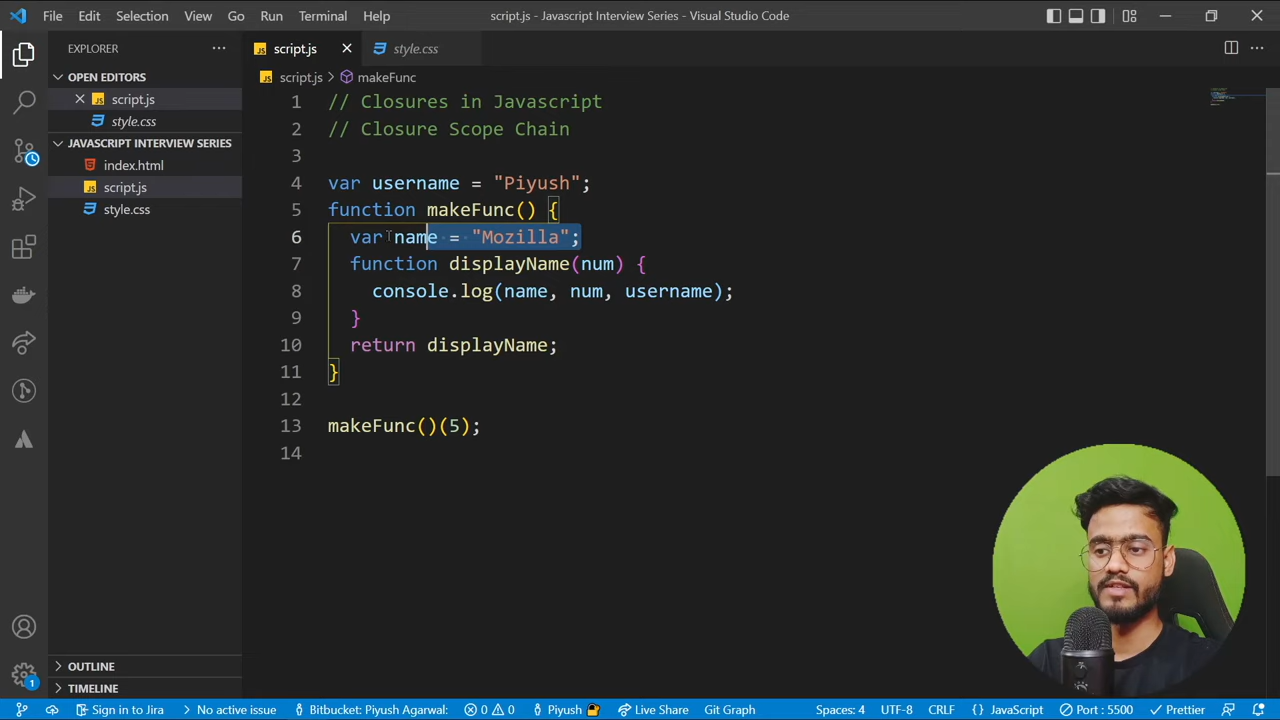 File Edit Selection View Go Run Terminal Help script.js - Javascript Interview Series - Visual Studio Code
EXPLORER ··· JS script.js style.css
OPEN EDITORS
JS script.js
style.css
JAVASCRIPT INTERVIEW SERIES
index.html
JS script.js
style.css
OUTLINE
TIMELINE
JS script.js > makeFunc
1 // Closures in Javascript
2 // Closure Scope Chain
3
4 var username = "Piyush";
5 function makeFunc() {
6 var name = "Mozilla";
7 function displayName(num) {
8 console.log(name, num, username);
9 }
10 return displayName;
11 }
12
13 makeFunc()(5);
14
1
Sign in to Jira No active issue Bitbucket: Piyush Agarwal: 0 0 Piyush Live Share Git Graph Spaces: 4 UTF-8 CRLF {} JavaScript Port : 5500 Prettier